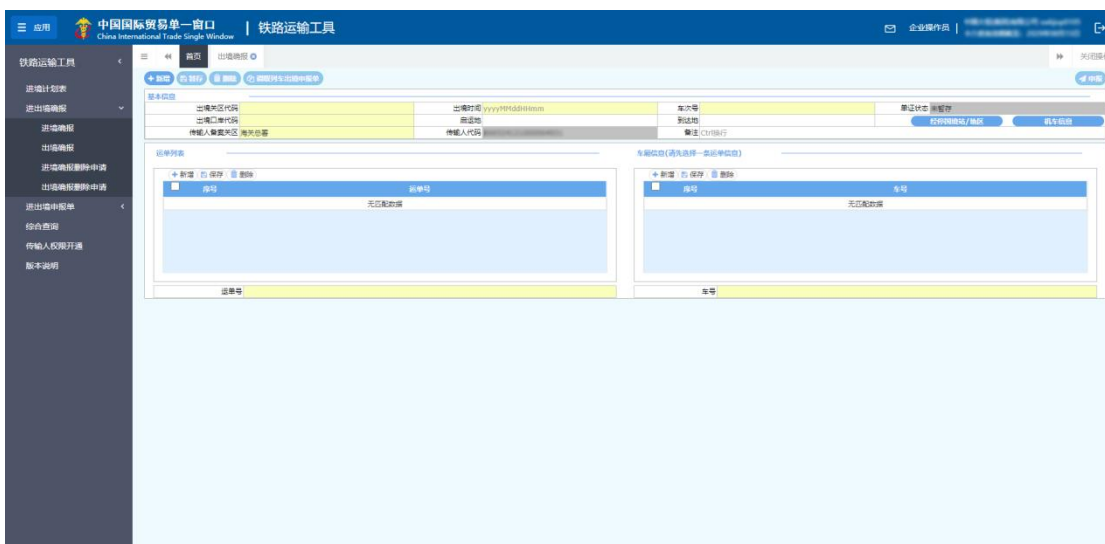 三 应用 中国国际贸易单一窗口 | 铁路运输工具 企业操作员 |
China International Trade Single Window
铁路运输工具
首页 出境确报
关闭操
进境计划表
进出境确报
进境确报
出境确报
进境确报删除申请
出境确报删除申请
进出境申报单
综合查询
传输人权限开通
版本说明
新增 暂存 删除 调取列车出境申报单 申报
基本信息
出境关区代码 出境时间 yyyyMMddHHmm 车次号 单证状态 未暂存
出境口岸代码 启运地 到达地 经停国境站/地区 机车信息
传输人备案关区 海关总署 传输人代码 备注 Ctrl换行
运单列表 车厢信息(请先选择一条运单信息)
新增 保存 删除 新增 保存 删除
序号 运单号 序号 车号
无匹配数据 无匹配数据
运单号 车号